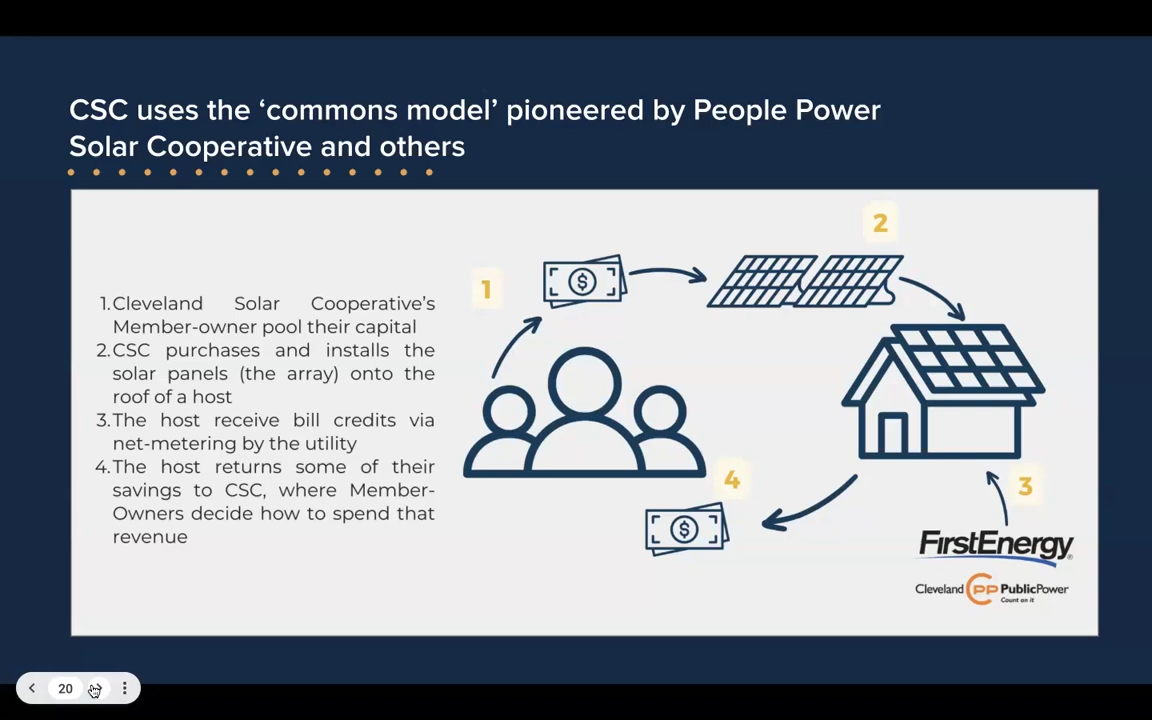 CSC uses the ‘commons model’ pioneered by People Power
Solar Cooperative and others
1.Cleveland Solar Cooperative’s
Member-owner pool their capital
2.CSC purchases and installs the
solar panels (the array) onto the
roof of a host
3.The host receive bill credits via
net-metering by the utility
4.The host returns some of their
savings to CSC, where Member-
Owners decide how to spend that
revenue
1
$
2
4
$
3
FirstEnergy®
Cleveland CPP PublicPower
Count on it
20